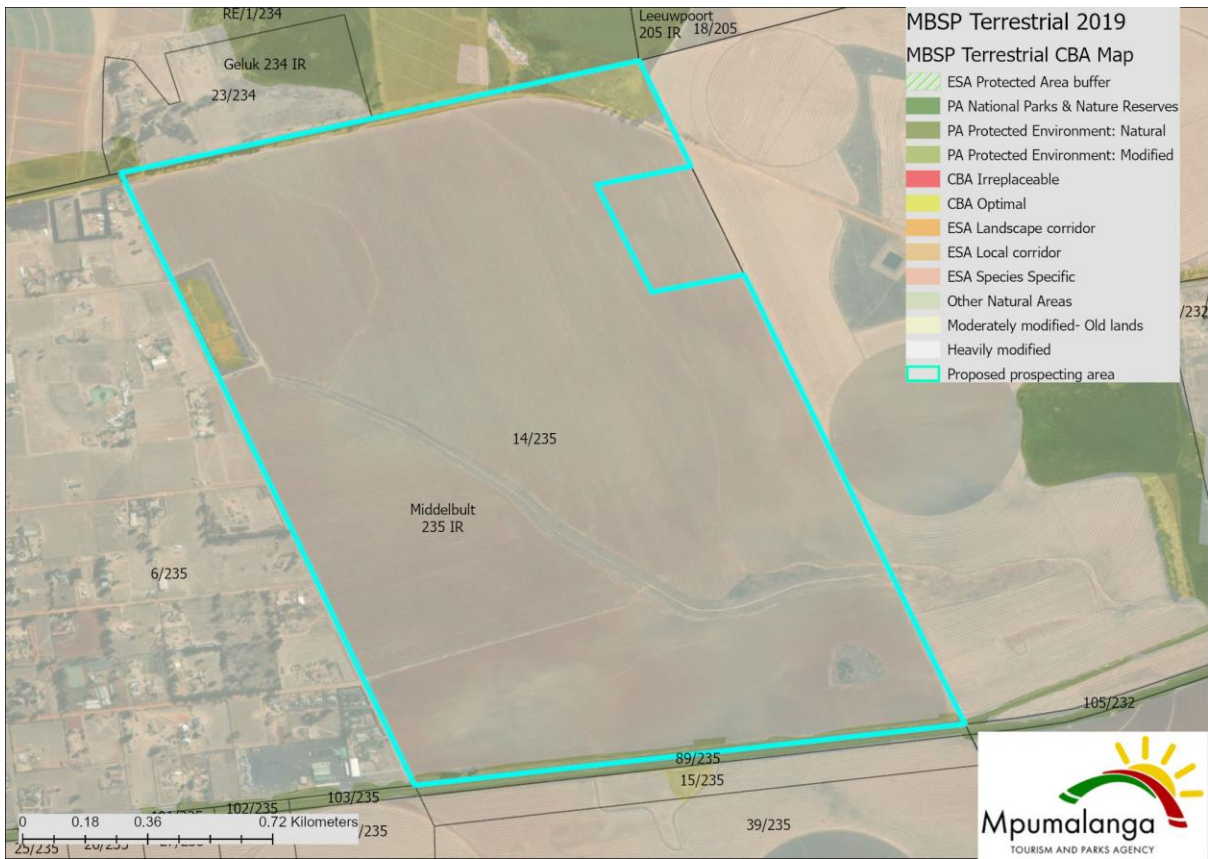 RE/1/234
Leeuwpoort
205 IR
18/205
Geluk 234 IR
23/234
MBSP Terrestrial 2019
MBSP Terrestrial CBA Map
ESA Protected Area buffer
PA National Parks & Nature Reserves
PA Protected Environment: Natural
PA Protected Environment: Modified
CBA Irreplaceable
CBA Optimal
ESA Landscape corridor
ESA Local corridor
ESA Species Specific
Other Natural Areas
Moderately modified- Old lands
Heavily modified
Proposed prospecting area
/232
14/235
Middelbult
235 IR
6/235
105/232
89/235
15/235
103/235
102/235
39/235
/235
0 0.18 0.36 0.72 Kilometers
25/235
Mpumalanga
TOURISM AND PARKS AGENCY